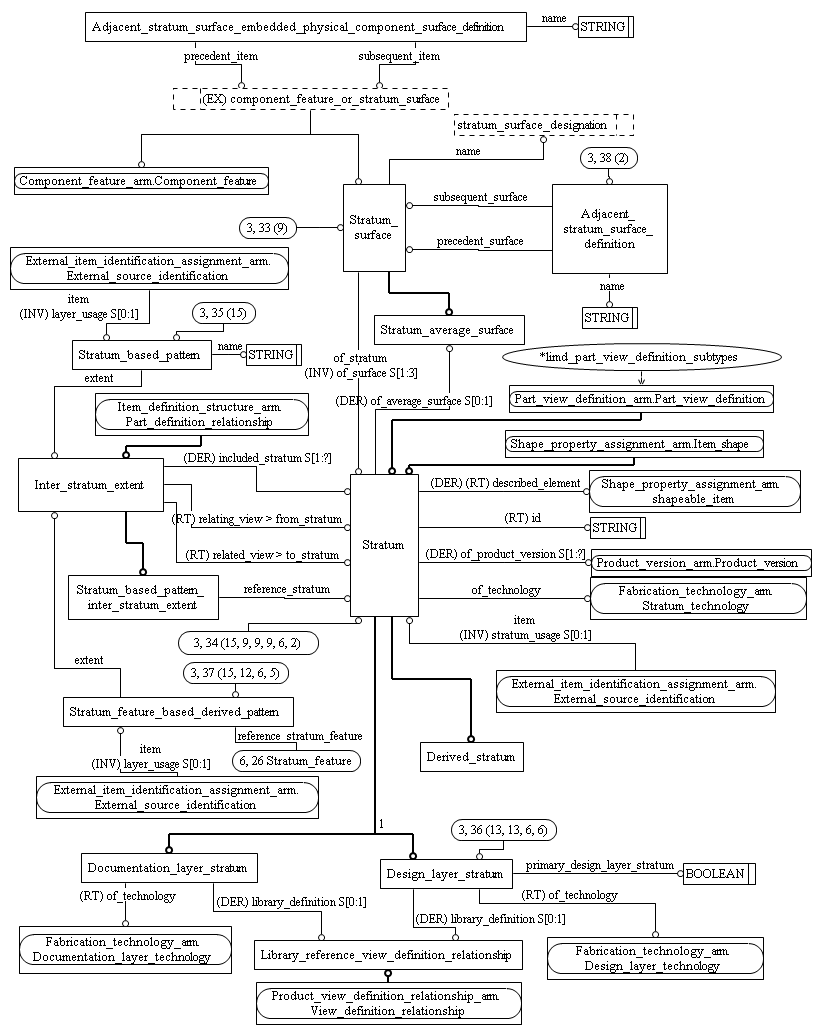 Adjacent_stratum_surface_embedded_physical_component_surface_definition
name
STRING
precedent_item
subsequent_item
(EX) component_feature_or_stratum_surface
stratum_surface_designation
name
Component_feature_arm.Component_feature
3, 38 (2)
Stratum_
surface
subsequent_surface
precedent_surface
Adjacent_
stratum_surface_
definition
3, 33 (9)
name
STRING
External_item_identification_assignment_arm.
External_source_identification
item
(INV) layer_usage S[0:1]
3, 35 (15)
Stratum_based_pattern
name
STRING
Stratum_average_surface
of_stratum
(INV) of_surface S[1:3]
(DER) of_average_surface S[0:1]
*limd_part_view_definition_subtypes
Part_view_definition_arm.Part_view_definition
extent
Item_definition_structure_arm.
Part_definition_relationship
Shape_property_assignment_arm.Item_shape
Inter_stratum_extent
(DER) included_stratum S[1:?]
(RT) relating_view > from_stratum
(RT) related_view > to_stratum
Stratum
(DER) (RT) described_element
Shape_property_assignment_arm.
shapeable_item
(RT) id
STRING
(DER) of_product_version S[1:?]
Product_version_arm.Product_version
of_technology
Fabrication_technology_arm.
Stratum_technology
Stratum_based_pattern_
inter_stratum_extent
reference_stratum
item
(INV) stratum_usage S[0:1]
External_item_identification_assignment_arm.
External_source_identification
3, 34 (15, 9, 9, 9, 6, 2)
extent
3, 37 (15, 12, 6, 5)
Stratum_feature_based_derived_pattern
reference_stratum_feature
6, 26 Stratum_feature
item
(INV) layer_usage S[0:1]
External_item_identification_assignment_arm.
External_source_identification
Derived_stratum
1
3, 36 (13, 13, 6, 6)
Documentation_layer_stratum
Design_layer_stratum
primary_design_layer_stratum
BOOLEAN
(RT) of_technology
(DER) library_definition S[0:1]
(RT) of_technology
(DER) library_definition S[0:1]
Fabrication_technology_arm.
Documentation_layer_technology
Library_reference_view_definition_relationship
Fabrication_technology_arm.
Design_layer_technology
Product_view_definition_relationship_arm.
View_definition_relationship